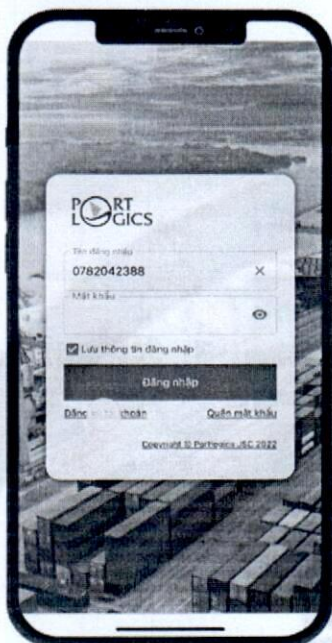 PORT
LOGICS
Tên đăng nhập
0782042388
Mật khẩu
Lưu thông tin đăng nhập
Đăng nhập
Đăng khoản
Quên mật khẩu
Copyright © Portlogics JSC 2022